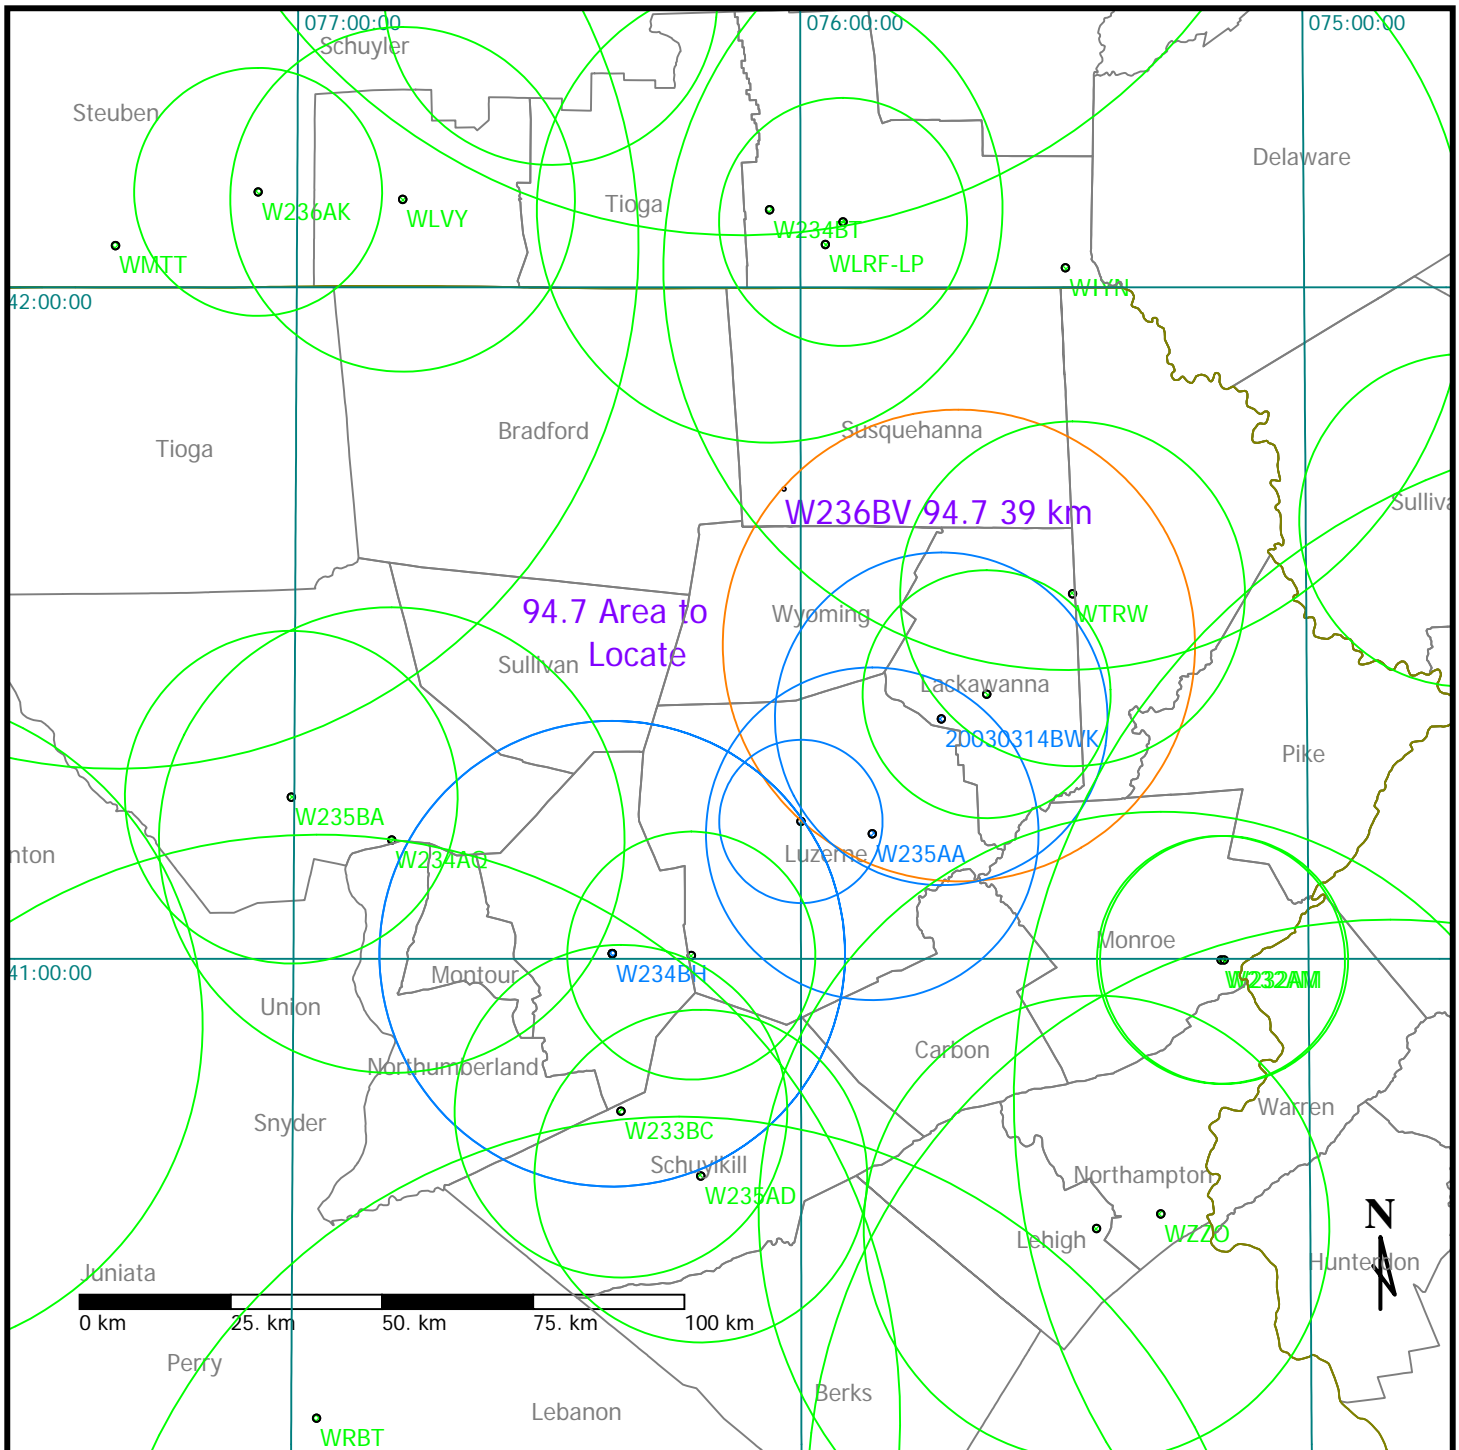 077:00:00
076:00:00
075:00:00
Schuyler
Steuben
Delaware
W236AK
WLVY
Tioga
W234BT
WMTT
WLRF-LP
WIYN
42:00:00
Tioga
Bradford
Susquehanna
Sulliva
W236BV 94.7 39 km
94.7 Area to
Locate
Wyoming
WTRW
Sullivan
Lackawanna
20030314BWK
Pike
W235BA
nton
W234AQ
Luzerne
W235AA
Monroe
41:00:00
Montour
W234BH
W232AM
Union
Carbon
Northumberland
Snyder
Warren
W233BC
Schuylkill
Northampton
W235AD
N
WZZO
Lehigh
Hunterdon
Juniata
0 km
25. km
50. km
75. km
100 km
Perry
Berks
Lebanon
WRBT